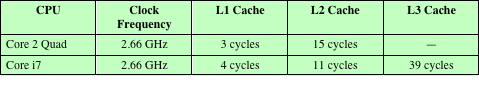 CPU Clock Frequency L1 Cache L2 Cache L3 Cache
Core 2 Quad 2.66 GHz 3 cycles 15 cycles —
Core i7 2.66 GHz 4 cycles 11 cycles 39 cycles